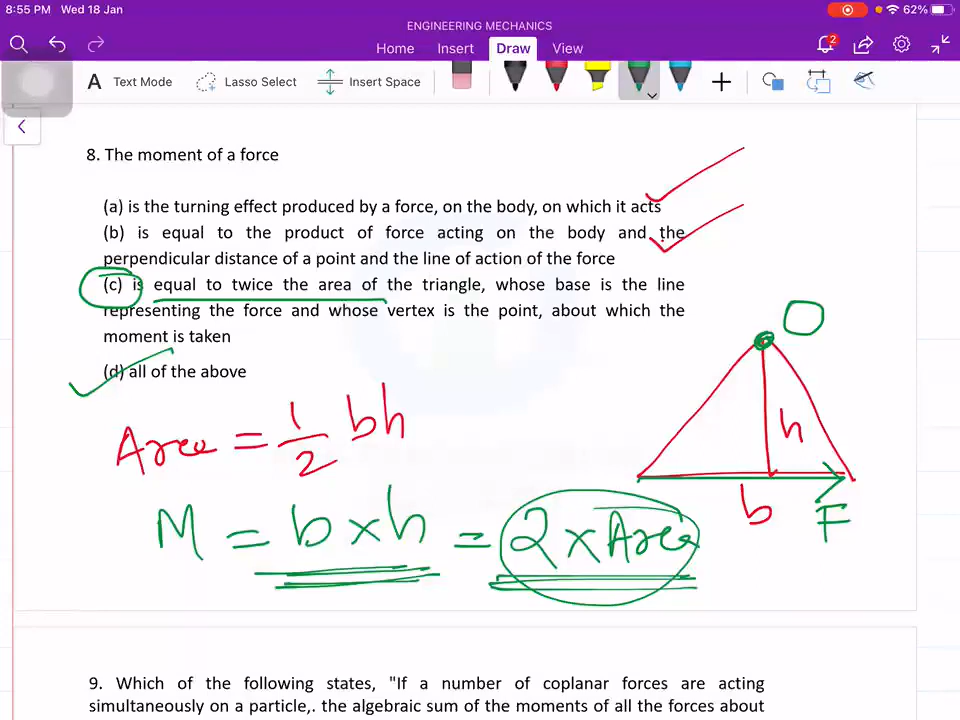 8:55 PM Wed 18 Jan
62%
ENGINEERING MECHANICS
Home Insert Draw View
2
A Text Mode Lasso Select Insert Space
8. The moment of a force
(a) is the turning effect produced by a force, on the body, on which it acts
(b) is equal to the product of force acting on the body and the
perpendicular distance of a point and the line of action of the force
(c) is equal to twice the area of the triangle, whose base is the line
representing the force and whose vertex is the point, about which the
moment is taken
(d) all of the above
O
h
b
F
Area = 1/2 bh
M = b × h = 2 × Area
9. Which of the following states, "If a number of coplanar forces are acting
simultaneously on a particle,. the algebraic sum of the moments of all the forces about